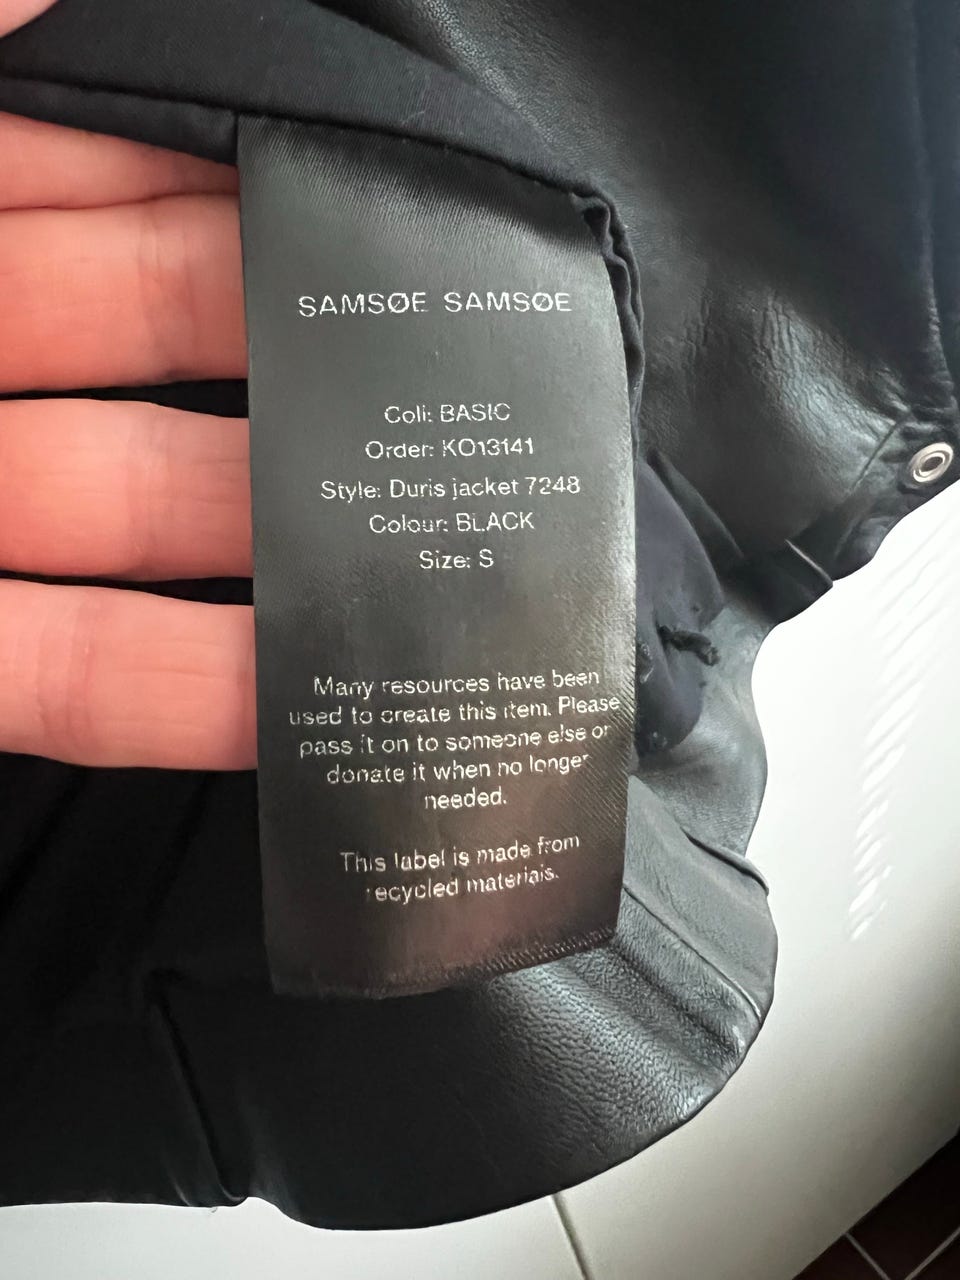 SAMSØE SAMSØE
Coli: BASIC
Order: KO13141
Style: Duris jacket 7248
Colour: BLACK
Size: S
Many resources have been
used to create this item. Please
pass it on to someone else or
donate it when no longer
needed.
This label is made from
recycled materials.